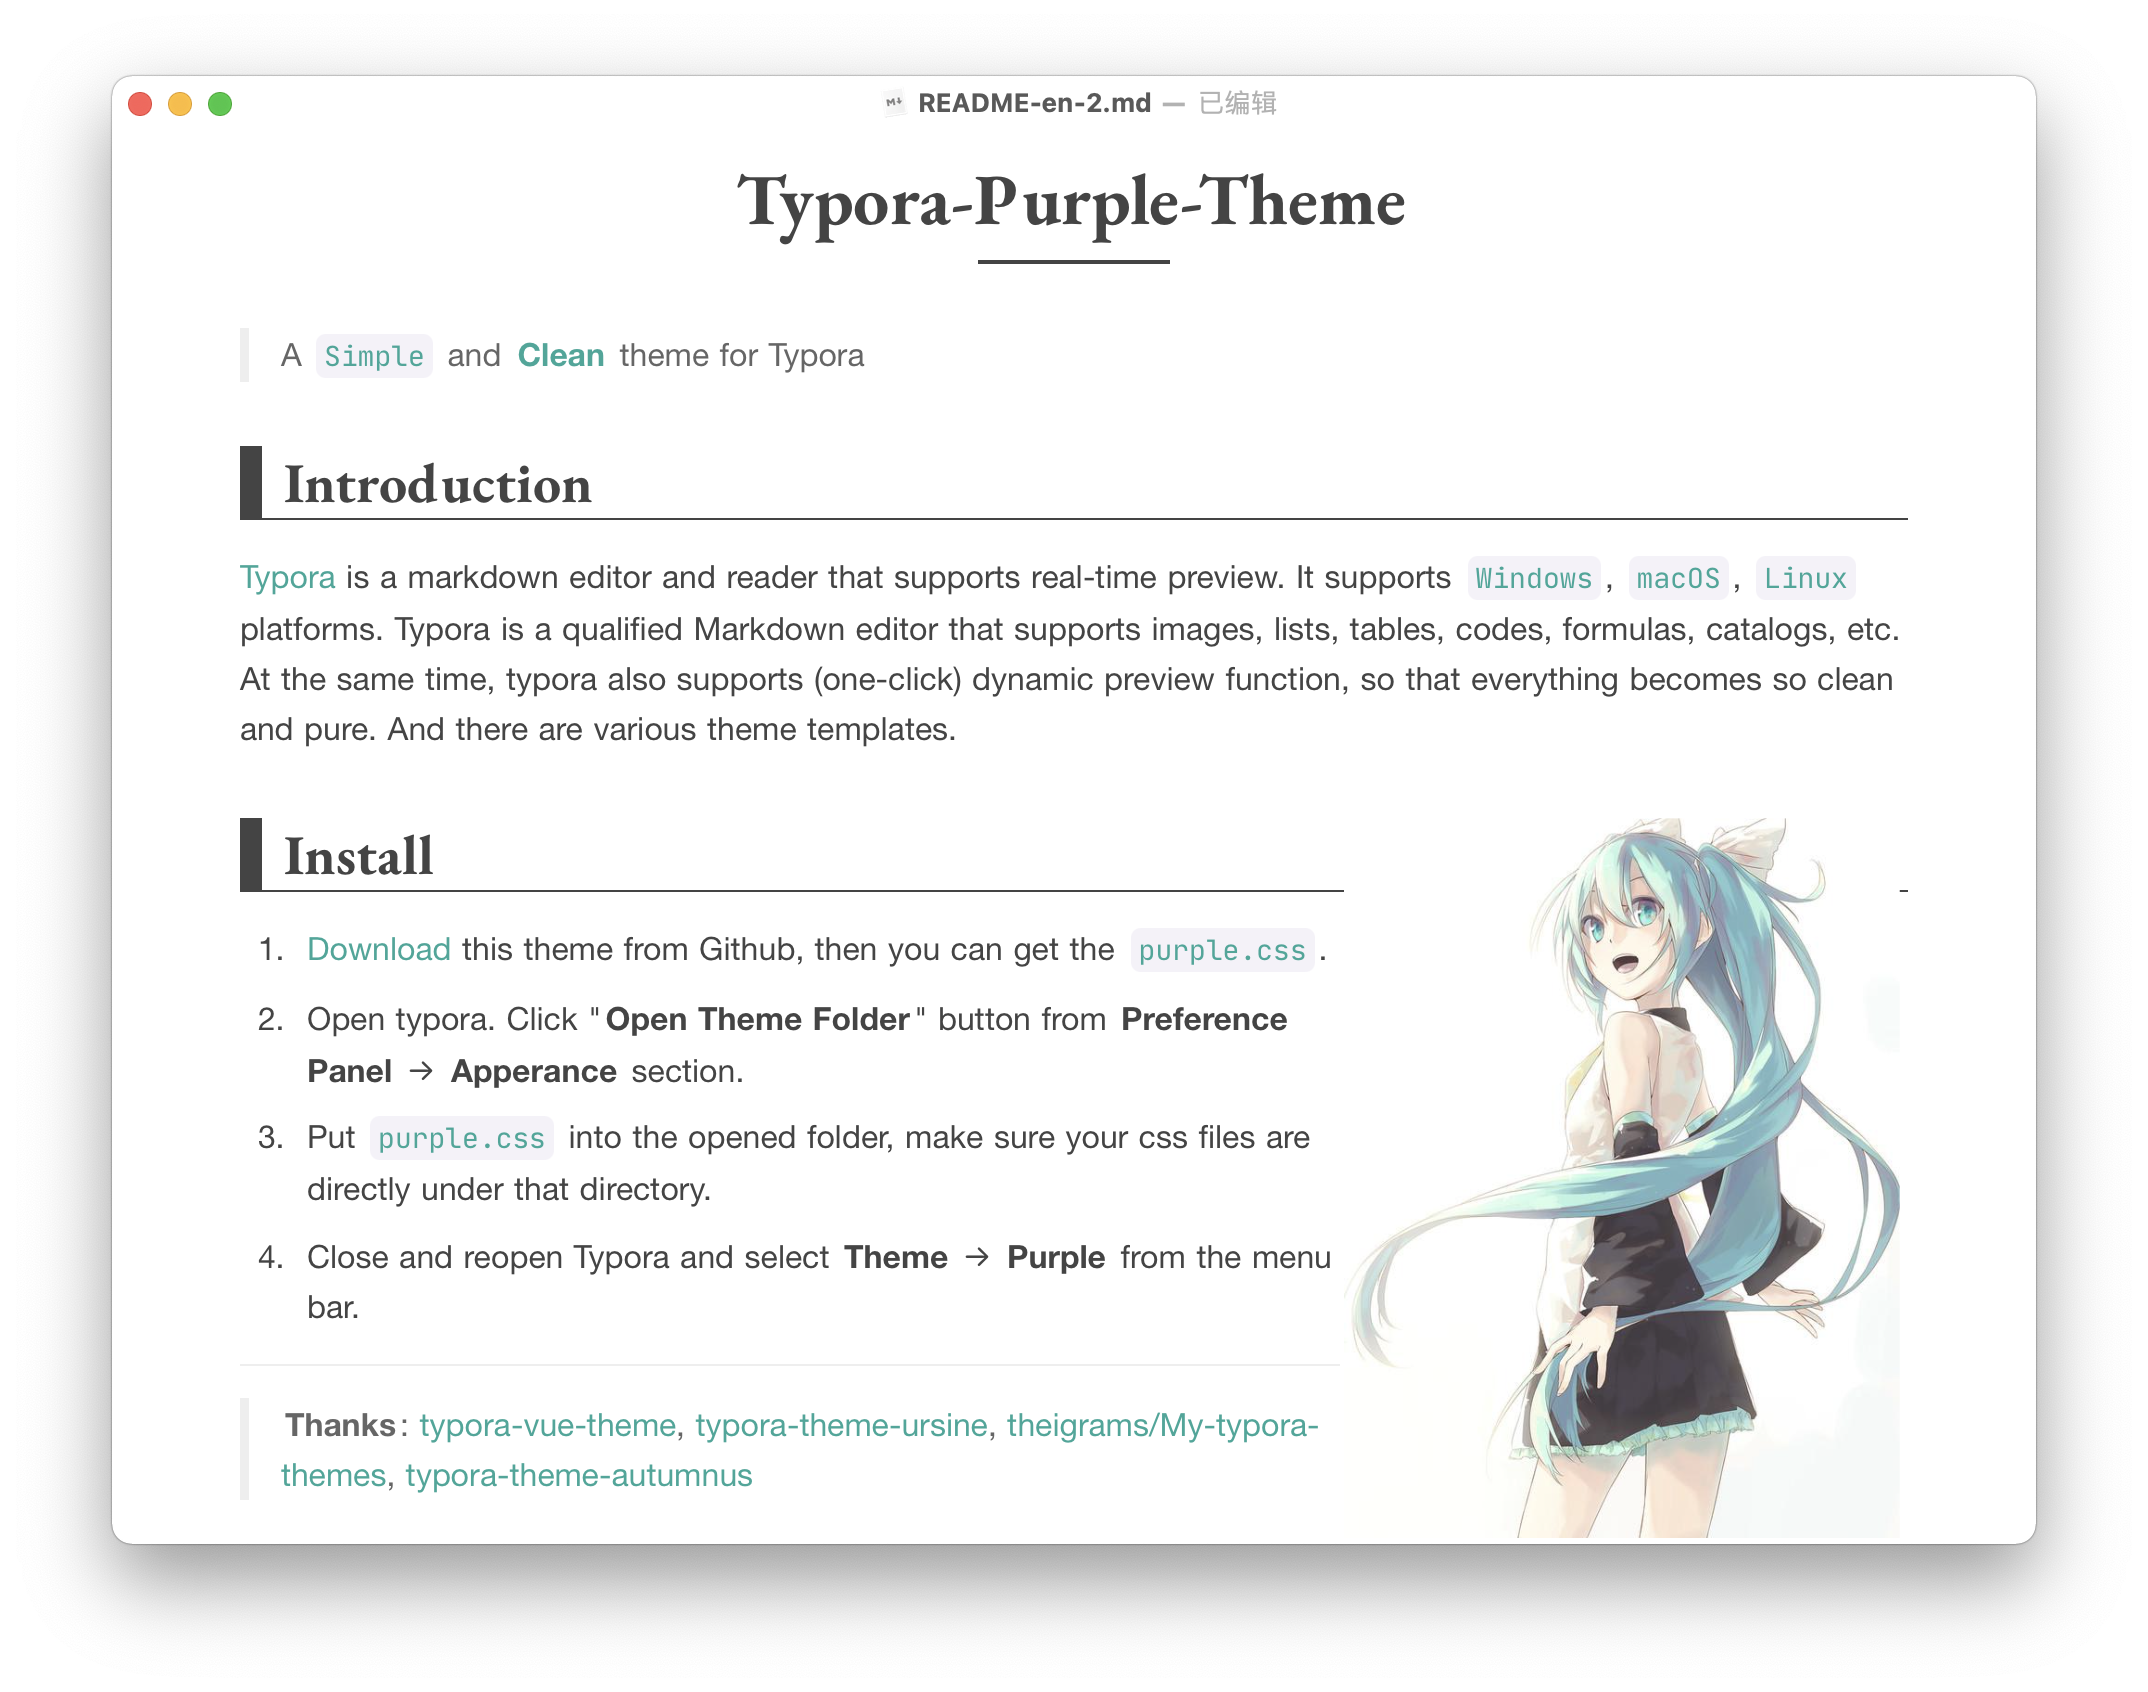 README-en-2.md — 已编辑
Typora-Purple-Theme
A Simple and Clean theme for Typora
Introduction
Typora is a markdown editor and reader that supports real-time preview. It supports Windows, macOS, Linux
platforms. Typora is a qualified Markdown editor that supports images, lists, tables, codes, formulas, catalogs, etc.
At the same time, typora also supports (one-click) dynamic preview function, so that everything becomes so clean
and pure. And there are various theme templates.
Install
1. Download this theme from Github, then you can get the purple.css.
2. Open typora. Click "Open Theme Folder" button from Preference
Panel → Apperance section.
3. Put purple.css into the opened folder, make sure your css files are
directly under that directory.
4. Close and reopen Typora and select Theme → Purple from the menu
bar.
Thanks: typora-vue-theme, typora-theme-ursine, theigrams/My-typora-
themes, typora-theme-autumnus